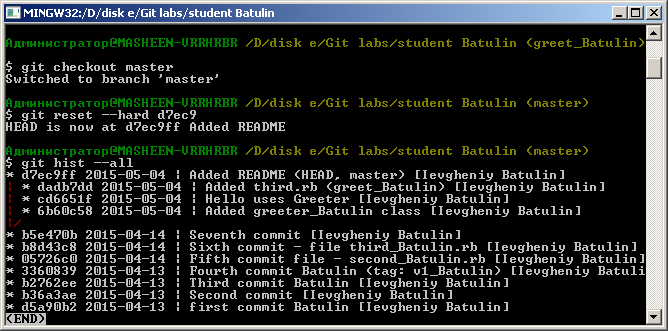 MINGW32:/D/disk e/Git labs/student Batulin
Администратор@MASHEEN-VRRHRBR /D/disk e/Git labs/student Batulin (greet_Batulin)
$ git checkout master
Switched to branch 'master'
Администратор@MASHEEN-VRRHRBR /D/disk e/Git labs/student Batulin (master)
$ git reset --hard d7ec9
HEAD is now at d7ec9ff Added README
Администратор@MASHEEN-VRRHRBR /D/disk e/Git labs/student Batulin (master)
$ git hist --all
* d7ec9ff 2015-05-04 | Added README (HEAD, master) [Ievgheniy Batulin]
| * dadb7dd 2015-05-04 | Added third.rb (greet_Batulin) [Ievgheniy Batulin]
| * cd6651f 2015-05-04 | Hello uses Greeter [Ievgheniy Batulin]
| * 6b60c58 2015-05-04 | Added greeter_Batulin class [Ievgheniy Batulin]
|/
* b5e470b 2015-04-14 | Seventh commit [Ievgheniy Batulin]
* b8d43c8 2015-04-14 | Sixth commit - file third_Batulin.rb [Ievgheniy Batulin]
* 05726c0 2015-04-14 | Fifth commit file - second_Batulin.rb [Ievgheniy Batulin]
* 3360839 2015-04-13 | Fourth commit Batulin (tag: v1_Batulin) [Ievgheniy Batu
* b2762ee 2015-04-13 | Third commit Batulin [Ievgheniy Batulin]
* b36a3ae 2015-04-13 | Second commit [Ievgheniy Batulin]
* d5a90b2 2015-04-13 | first commit Batulin [Ievgheniy Batulin]
(END)